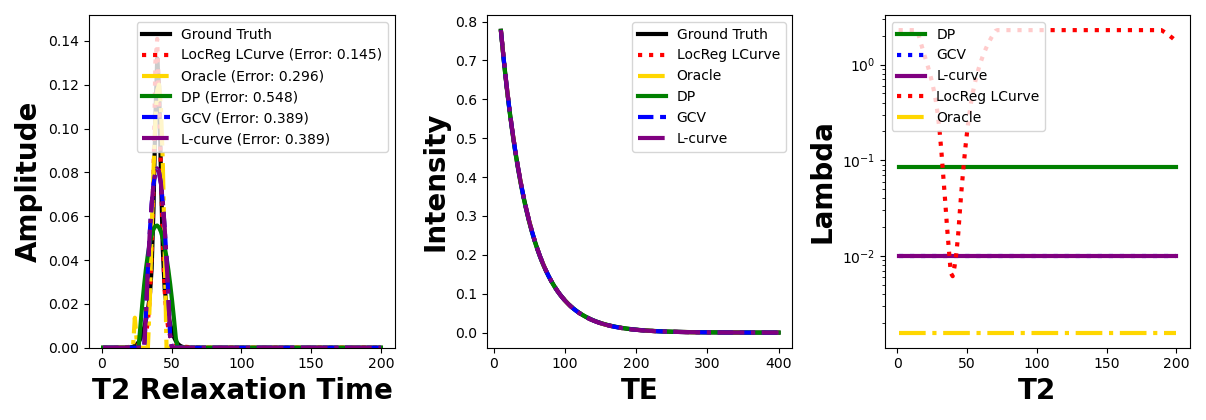 Amplitude
0.14
0.12
0.10
0.08
0.06
0.04
0.02
0.00
Ground Truth
LocReg LCurve (Error: 0.145)
Oracle (Error: 0.296)
DP (Error: 0.548)
GCV (Error: 0.389)
L-curve (Error: 0.389)
0 50 100 150 200
T2 Relaxation Time
Intensity
0.8
0.7
0.6
0.5
0.4
0.3
0.2
0.1
0.0
Ground Truth
LocReg LCurve
Oracle
DP
GCV
L-curve
0 100 200 300 400
TE
Lambda
10⁰
10⁻¹
10⁻²
DP
GCV
L-curve
LocReg LCurve
Oracle
0 50 100 150 200
T2